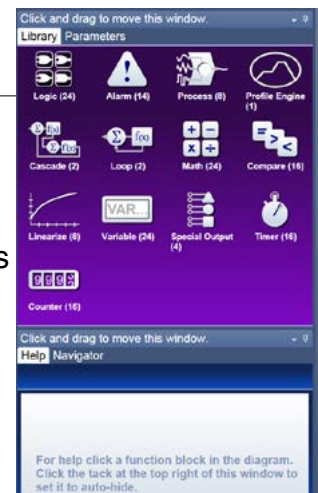 Click and drag to move this window.
Library Parameters
Logic (24) Alarm (14) Process (8) Profile Engine (1)
f(x)
f(x)
f(x)
Cascade (2) Loop (2) Math (24) Compare (16)
VAR...
Linearize (8) Variable (24) Special Output (4) Timer (16)
s
Counter (16)
Click and drag to move this window.
Help Navigator
For help click a function block in the diagram.
Click the tack at the top right of this window to
set it to auto-hide.